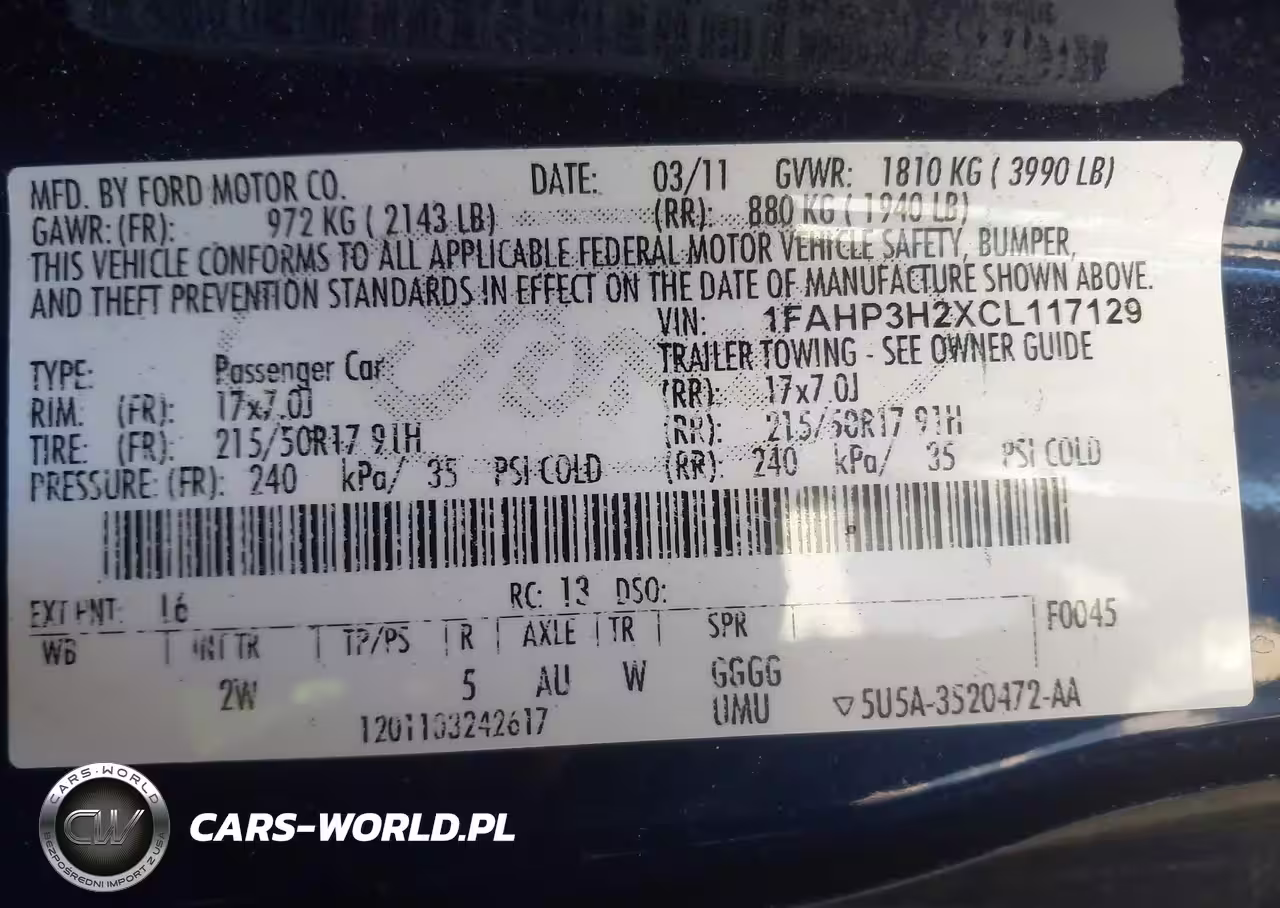 MFD. BY FORD MOTOR CO. DATE: 03/11 GVWR: 1810 KG ( 3990 LB)
GAWR: (FR): 972 KG ( 2143 LB) (RR): 880 KG ( 1940 LB)
THIS VEHICLE CONFORMS TO ALL APPLICABLE FEDERAL MOTOR VEHICLE SAFETY, BUMPER,
AND THEFT PREVENTION STANDARDS IN EFFECT ON THE DATE OF MANUFACTURE SHOWN ABOVE.
VIN: 1FAHP3H2XCL117129
TYPE: Passenger Car TRAILER TOWING - SEE OWNER GUIDE
RIM: (FR): 17x7.0J (RR): 17x7.0J
TIRE: (FR): 215/50R17 91H (RR): 215/50R17 91H
PRESSURE: (FR): 240 kPa/ 35 PSI COLD (RR): 240 kPa/ 35 PSI COLD
EXT PNT: 16 RC: 13 DSO:
WB INT TR TP/PS R AXLE TR SPR F0045
2W 5 AU W GGGG
UMU ▽5U5A-3520472-AA
1201103242617
CARS-WORLD
CW
BEZPOŚREDNI IMPORT Z USA
CARS-WORLD.PL